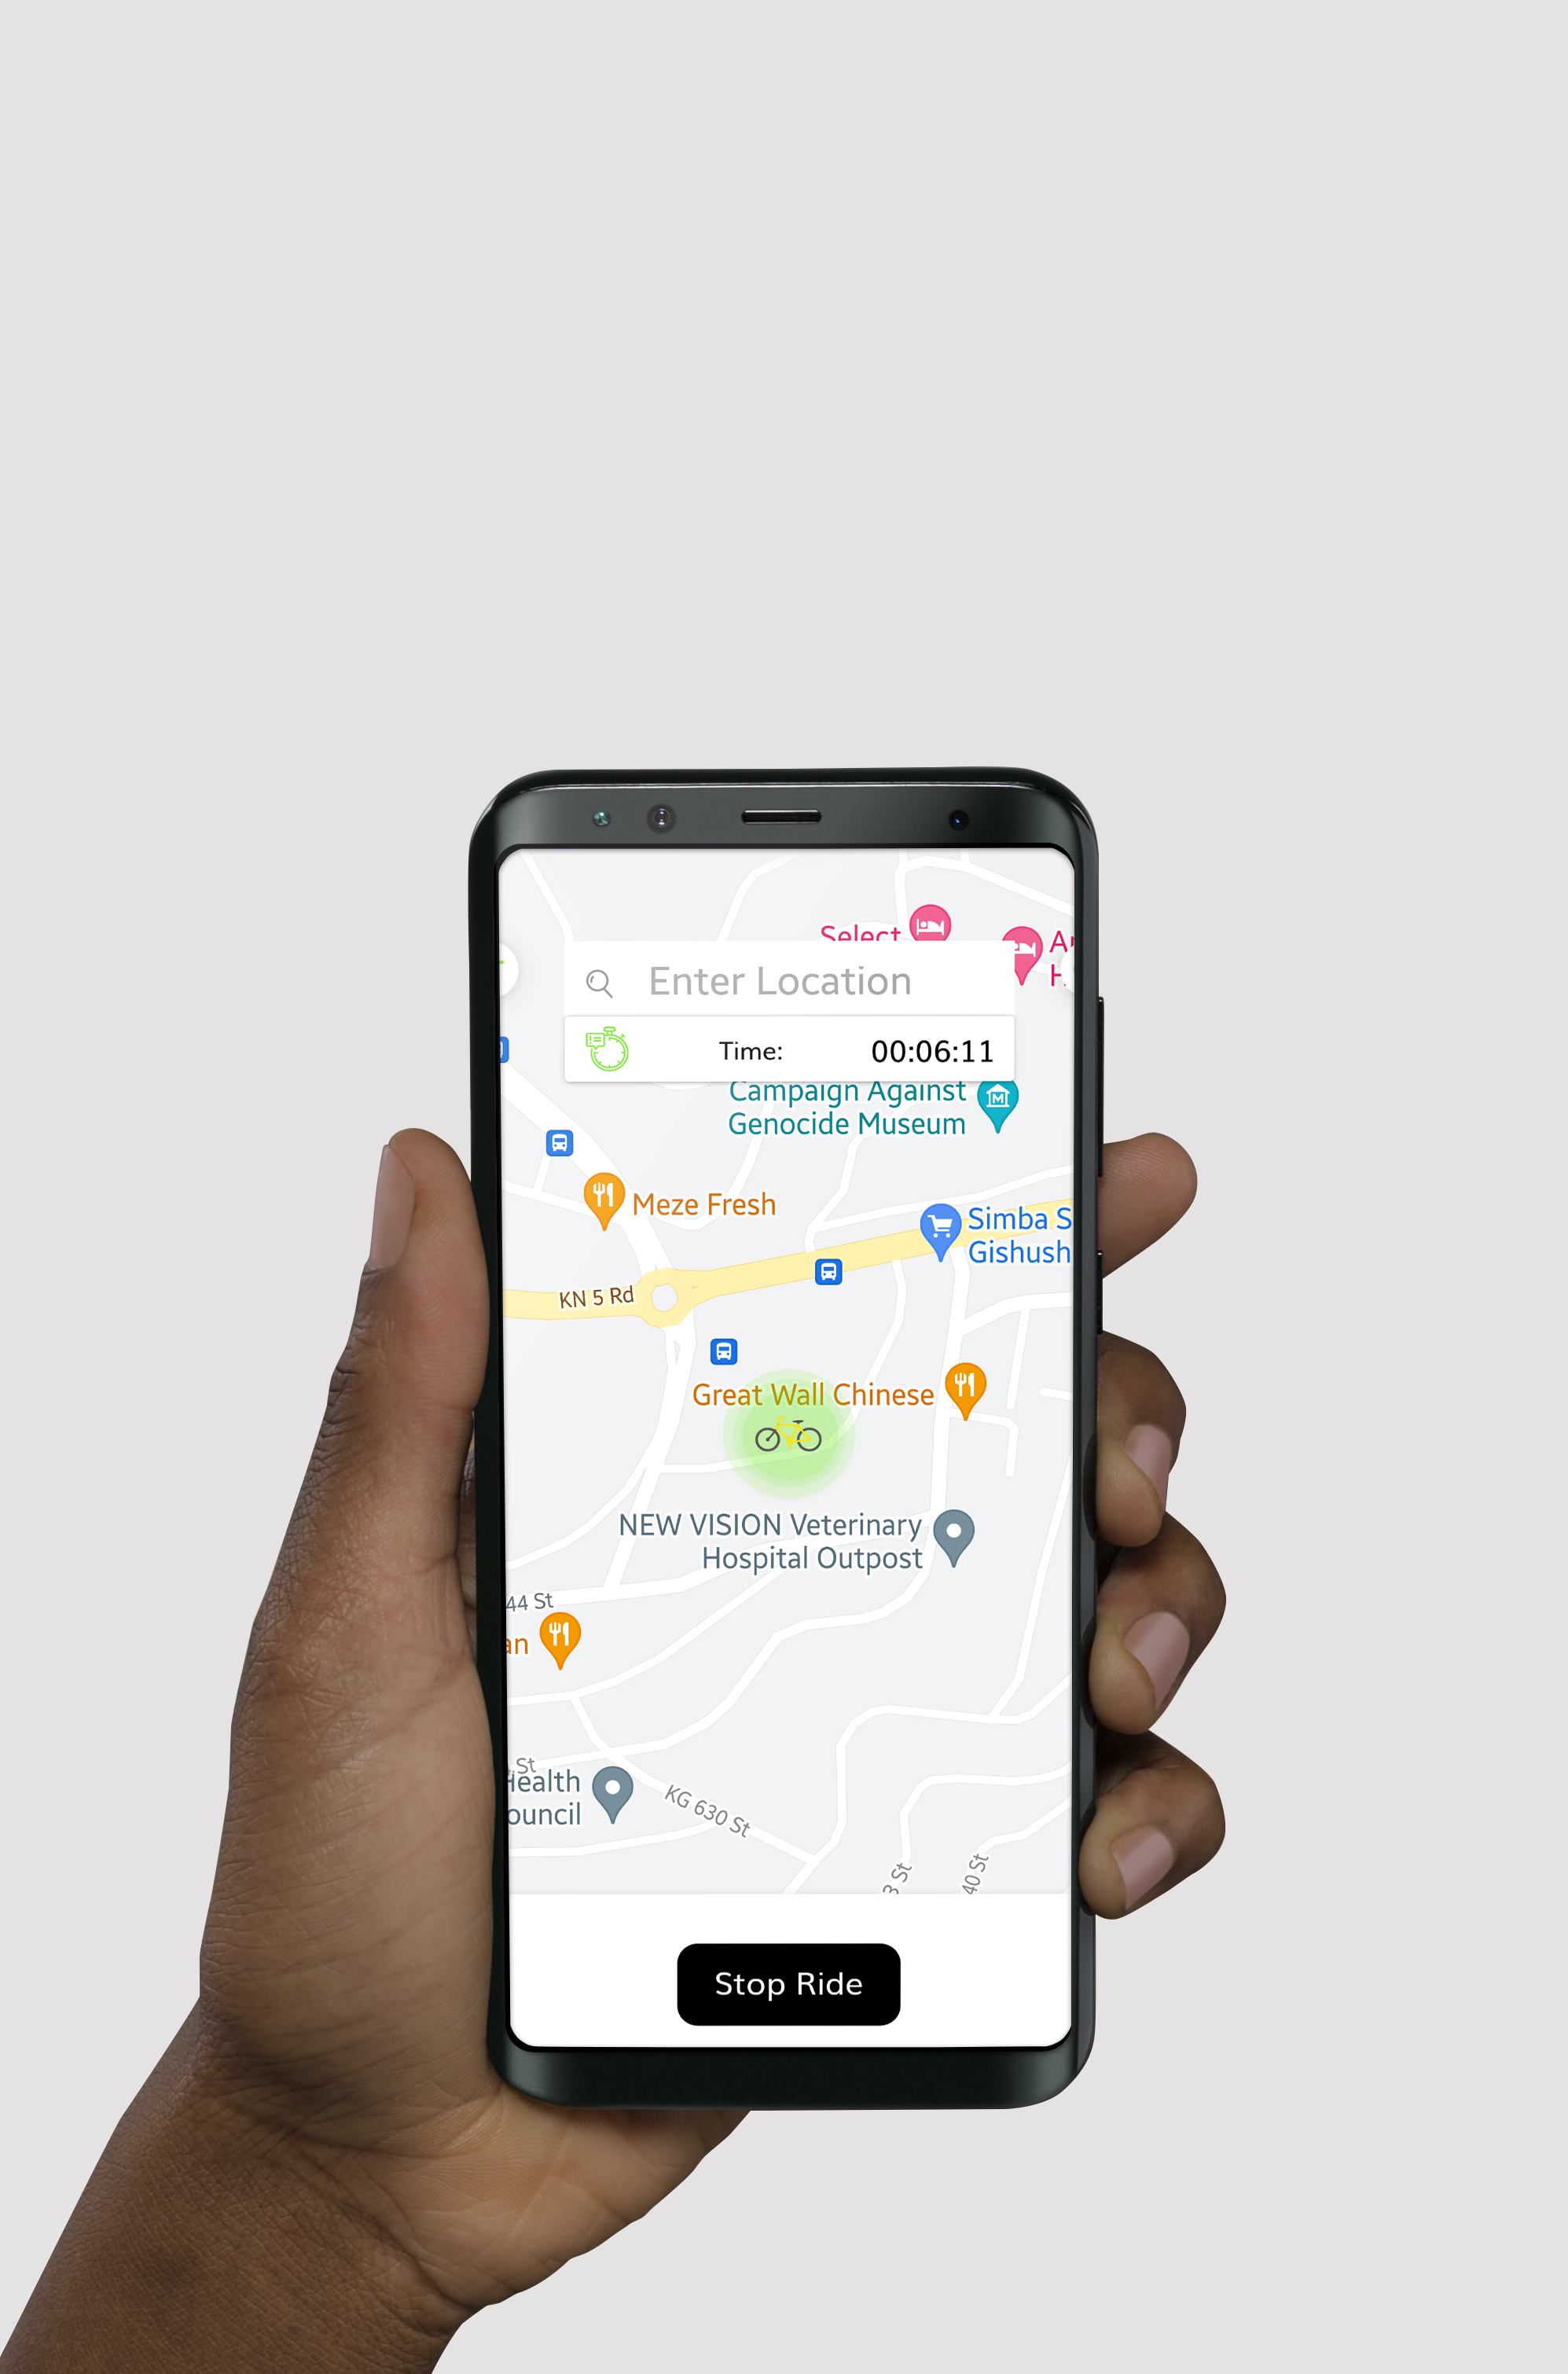 Select
Enter Location
Time: 00:06:11
Campaign Against
Genocide Museum
Meze Fresh
Simba S
Gishush
KN 5 Rd
Great Wall Chinese
NEW VISION Veterinary
Hospital Outpost
44 St
an
St
Health
ouncil
KG 630 St
3 St
40 St
Stop Ride